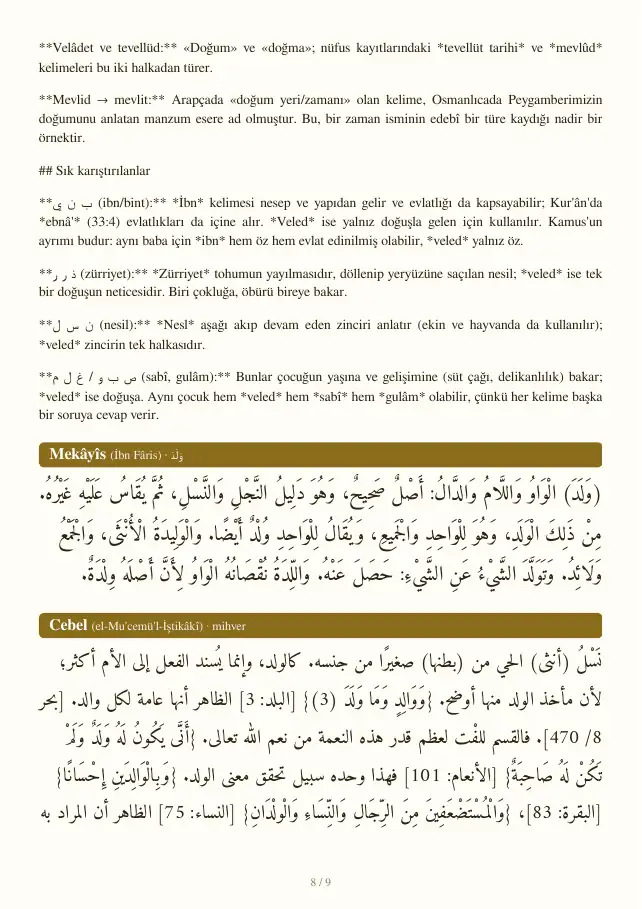 **Velâdet ve tevellüd:** «Doğum» ve «doğma»; nüfus kayıtlarındaki *tevellüt tarihi* ve *mevlûd*
kelimeleri bu iki halkadan türer.
**Mevlid → mevlit:** Arapçada «doğum yeri/zamanı» olan kelime, Osmanlıcada Peygamberimizin
doğumunu anlatan manzum esere ad olmuştur. Bu, bir zaman isminin edebî bir türe kaydığı nadir bir
örnektir.
## Sık karıştırılanlar
**ب ن ي (ibn/bint):** *İbn* kelimesi nesep ve yapıdan gelir ve evlatlığı da kapsayabilir; Kur'ân'da
*ebnâ'* (33:4) evlatlıkları da içine alır. *Veled* ise yalnız doğuşla gelen için kullanılır. Kamus'un
ayrımı budur: aynı baba için *ibn* hem öz hem evlat edinilmiş olabilir, *veled* yalnız öz.
**ذ ر ر (zürriyet):** *Zürriyet* tohumun yayılmasıdır, döllenip yeryüzüne saçılan nesil; *veled* ise tek
bir doğuşun neticesidir. Biri çokluğa, öbürü bireye bakar.
**ن س ل (nesil):** *Nesl* aşağı akıp devam eden zinciri anlatır (ekin ve hayvanda da kullanılır);
*veled* zincirin tek halkasıdır.
**ص ب و / غ ل م (sabî, gulâm):** Bunlar çocuğun yaşına ve gelişimine (süt çağı, delikanlılık) bakar;
*veled* ise doğuşa. Aynı çocuk hem *veled* hem *sabî* hem *gulâm* olabilir, çünkü her kelime başka
bir soruya cevap verir.
Mekâyîs (İbn Fâris) · وَلَدَ
(وَلَدَ) الْوَاوُ وَاللَّامُ وَالدَّالُ: أَصْلٌ صَحِيحٌ، وَهُوَ دَلِيلُ النَّجْلِ وَالنَّسْلِ، ثُمَّ يُقَاسُ عَلَيْهِ غَيْرُهُ.
مِنْ ذَلِكَ الْوَلَدِ، وَهُوَ لِلْوَاحِدِ وَالْجَمِيعِ، وَيُقَالُ لِلْوَاحِدِ وُلْدٌ أَيْضًا. وَالْوَلِيدَةُ الْأُنْثَى، وَالْجَمْعُ
وَلَائِدُ. وَتَوَلَّدَ الشَّيْءُ عَنِ الشَّيْءِ: حَصَلَ عَنْهُ. وَاللِّدَةُ نُقْصَانُهُ الْوَاوُ لِأَنَّ أَصْلَهُ وِلْدَةٌ.
Cebel (el-Mu'cemü'l-İştikâkî) · mihver
نَسْلُ (أنثى) الحي من (بطنها) صغيرًا من جنسه. كالولد، وإنما يُسند الفعل إلى الأم أكثر؛
لأن مأخذ الولد منها أوضح. {وَوَالِدٍ وَمَا وَلَدَ (3)} [البلد: 3] الظاهر أنها عامة لكل والد. [بحر
8/ 470]. فالقسم للفْت لعظم قدر هذه النعمة من نعم الله تعالى. {أَنَّى يَكُونُ لَهُ وَلَدٌ وَلَمْ
تَكُنْ لَهُ صَاحِبَةٌ} [الأنعام: 101] فهذا وحده سبيل تحقق معنى الولد. {وَبِالْوَالِدَيْنِ إِحْسَانًا}
[البقرة: 83]، {وَالْمُسْتَضْعَفِينَ مِنَ الرِّجَالِ وَالنِّسَاءِ وَالْوِلْدَانِ} [النساء: 75] الظاهر أن المراد به
8 / 9